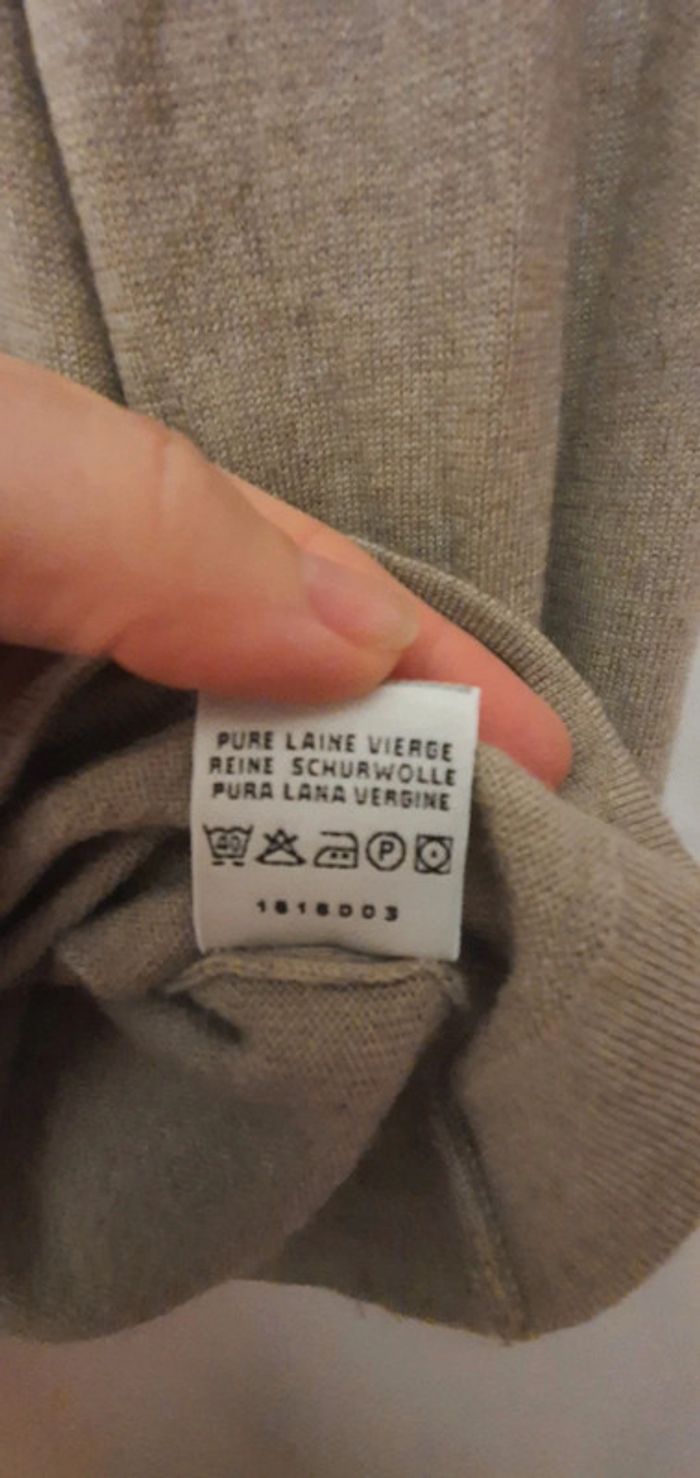 PURE LAINE VIERGE
REINE SCHURWOLLE
PURA LANA VERGINE
40 P
1616003